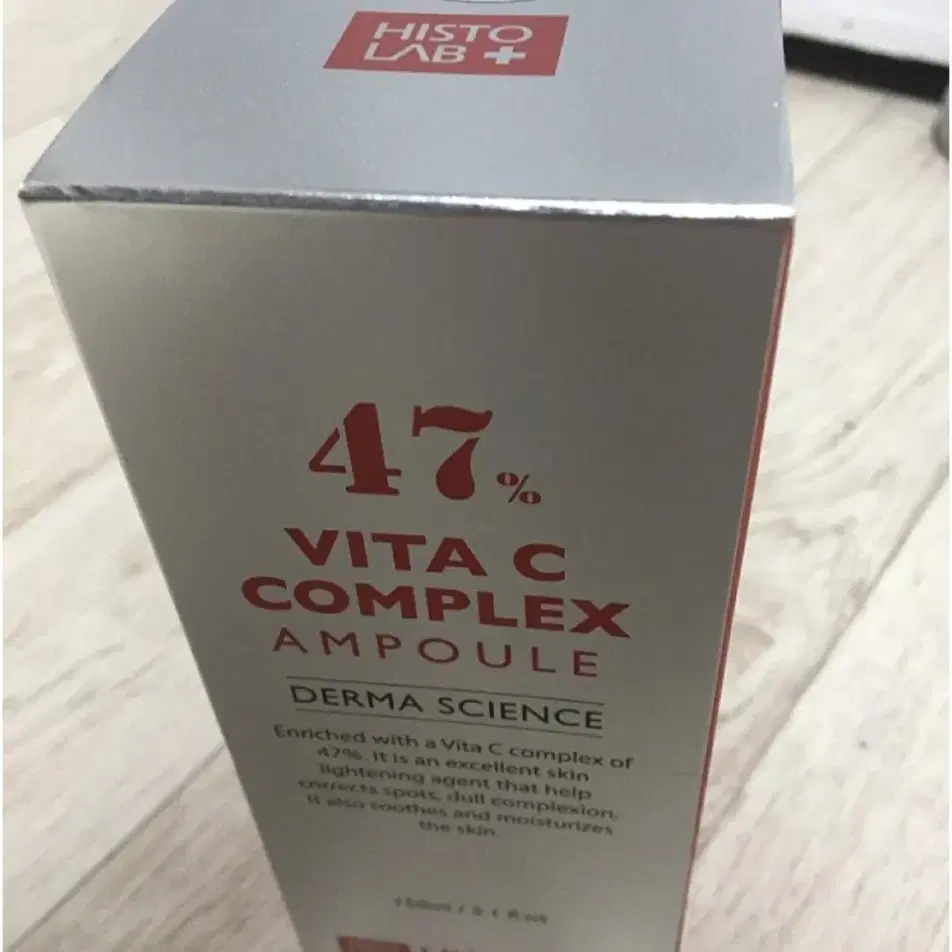 HISTO
LAB +
47%
VITA C
COMPLEX
AMPOULE
DERMA SCIENCE
Enriched with a Vita C complex of
47%. It is an excellent skin
lightening agent that help
corrects spots, dull complexion.
It also soothes and moisturizes
the skin.